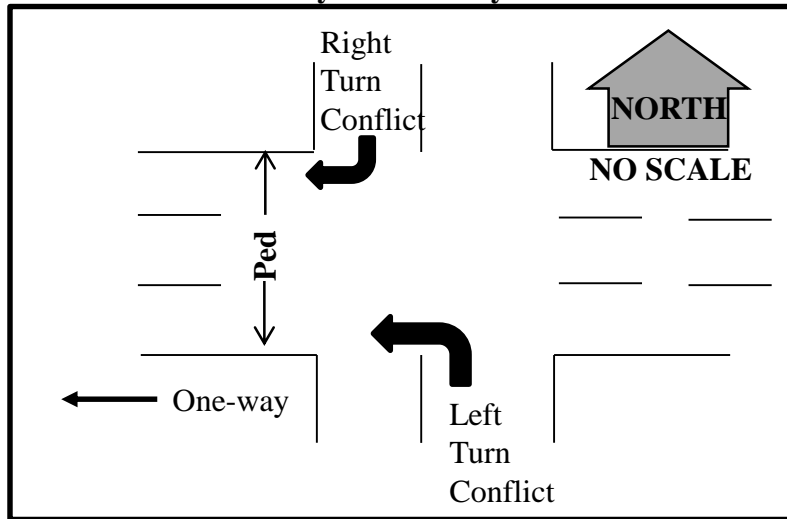 Right
Turn
Conflict
NORTH
NO SCALE
Ped
One-way
Left
Turn
Conflict